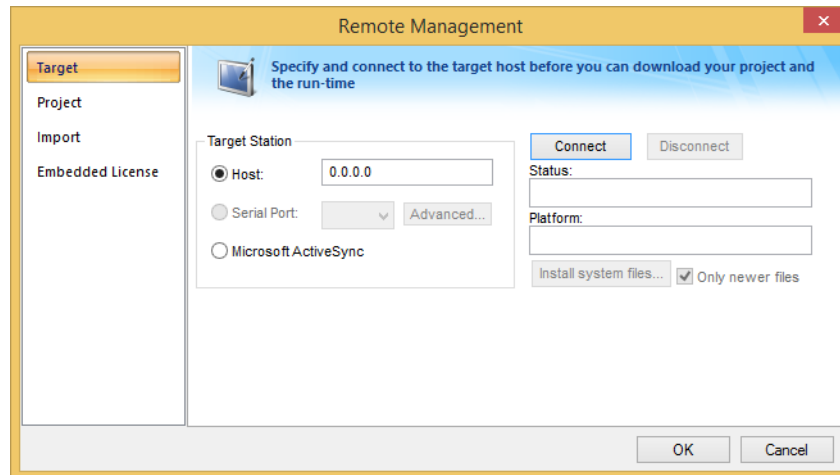 Remote Management
Target
Project
Import
Embedded License
Specify and connect to the target host before you can download your project and
the run-time
Target Station
Host:
0.0.0.0
Serial Port:
Advanced...
Microsoft ActiveSync
Connect
Disconnect
Status:
Platform:
Install system files...
Only newer files
OK
Cancel